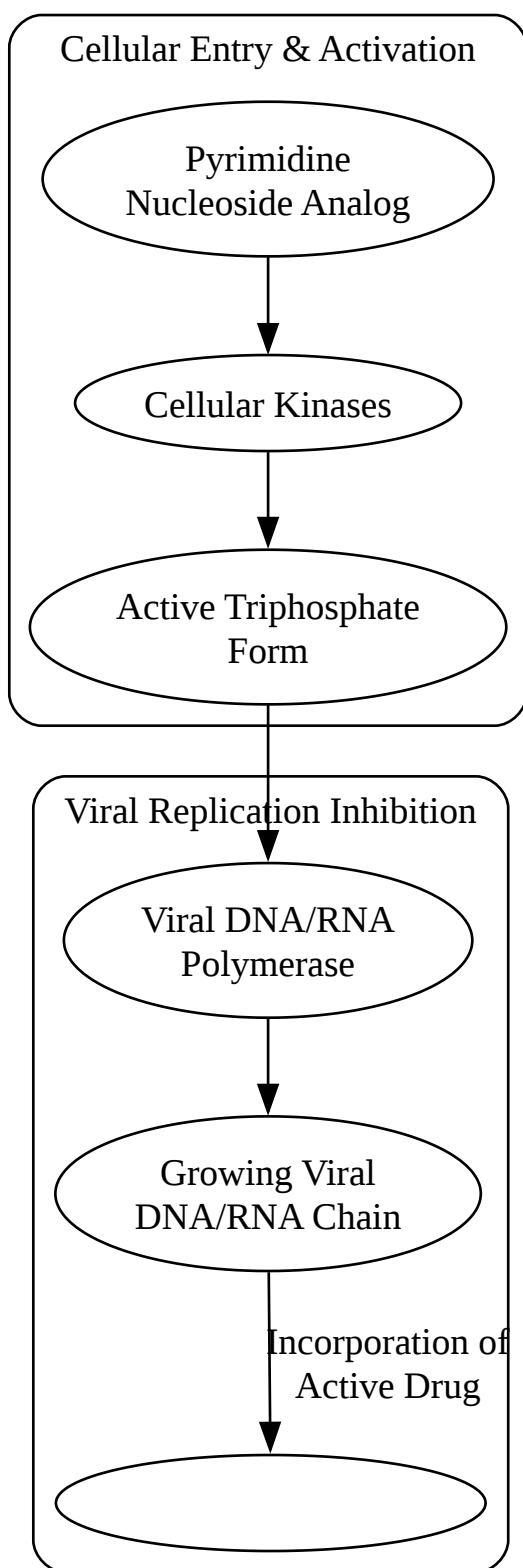 Cellular Entry & Activation
Pyrimidine
Nucleoside Analog
Cellular Kinases
Active Triphosphate
Form
Viral Replication Inhibition
Viral DNA/RNA
Polymerase
Growing Viral
DNA/RNA Chain
Incorporation of
Active Drug